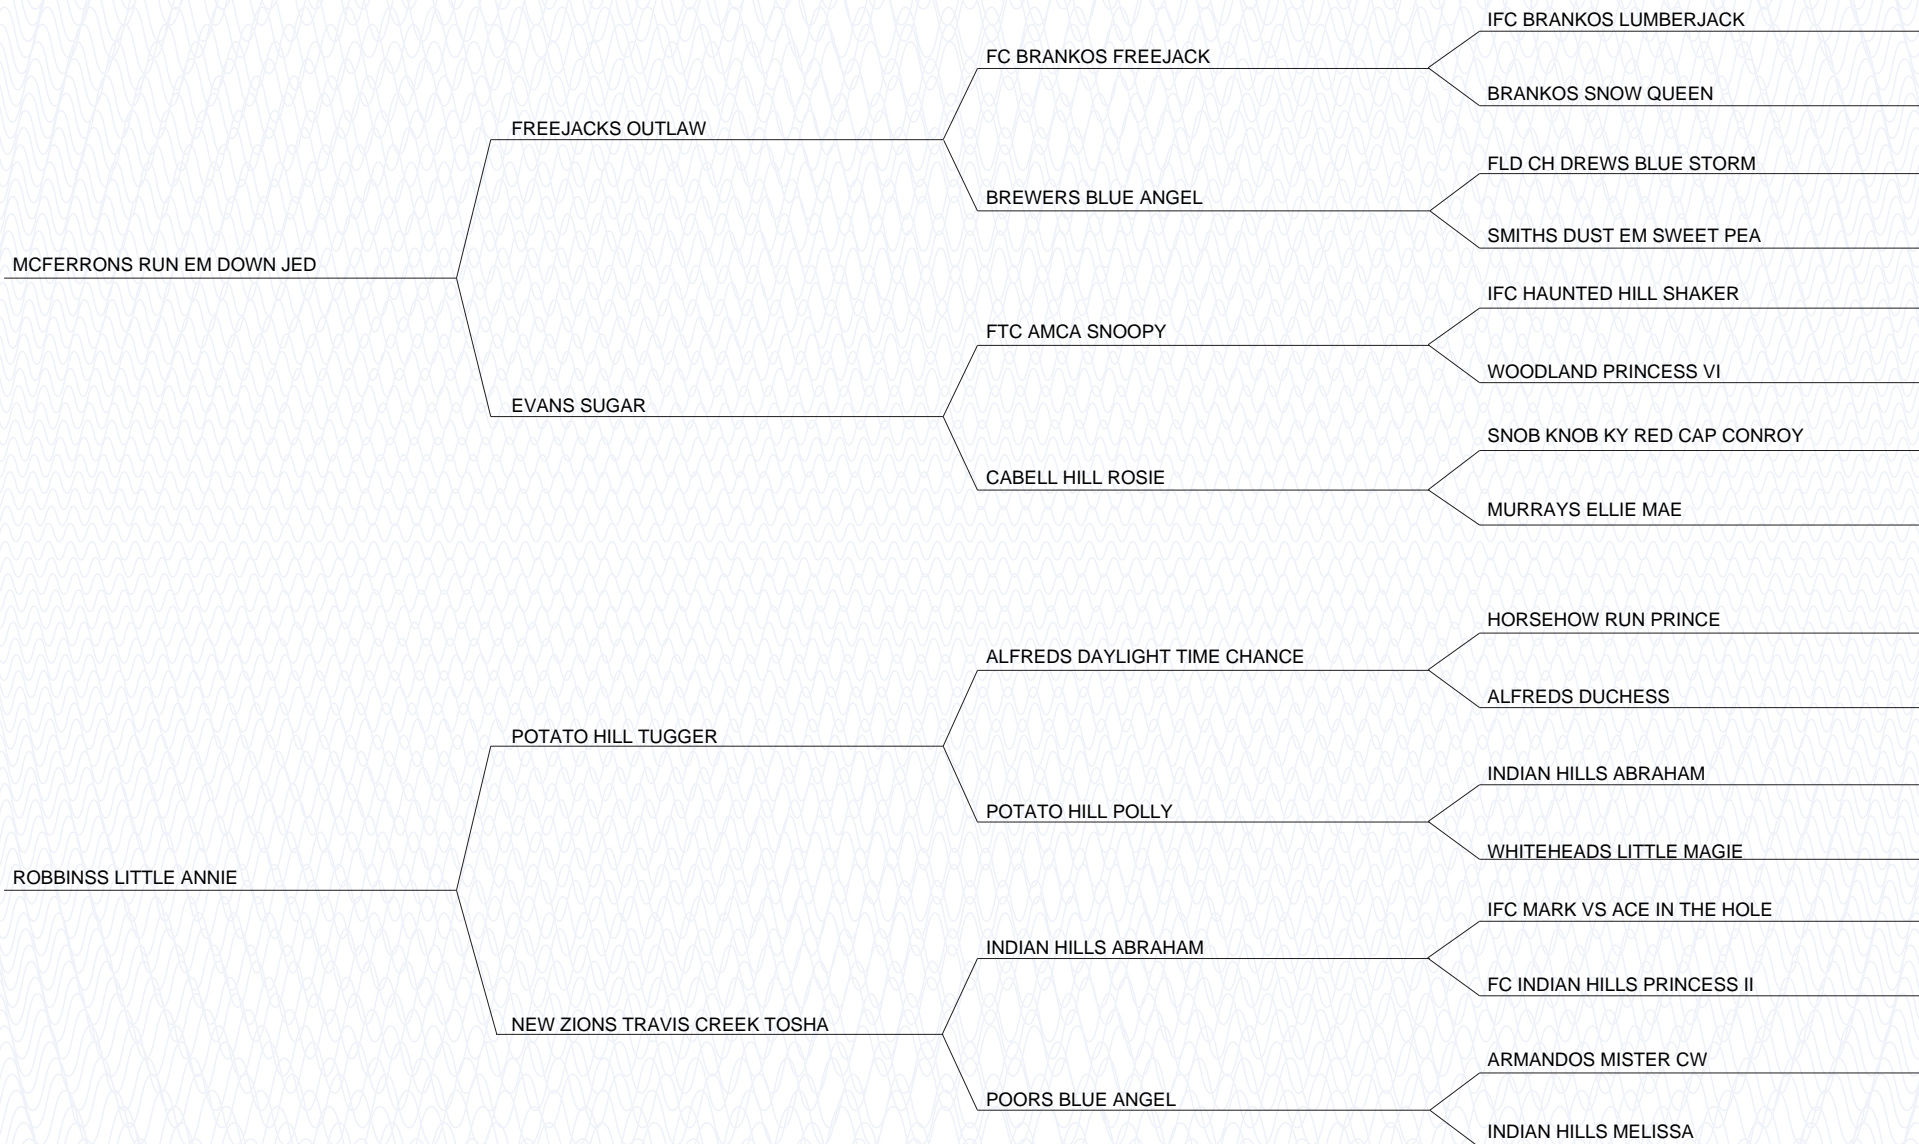 IFC BRANKOS LUMBERJACK
FC BRANKOS FREEJACK
BRANKOS SNOW QUEEN
FREEJACKS OUTLAW
FLD CH DREWS BLUE STORM
BREWERS BLUE ANGEL
SMITHS DUST EM SWEET PEA
MCFERRONS RUN EM DOWN JED
IFC HAUNTED HILL SHAKER
FTC AMCA SNOOPY
WOODLAND PRINCESS VI
EVANS SUGAR
SNOB KNOB KY RED CAP CONROY
CABELL HILL ROSIE
MURRAYS ELLIE MAE
HORSEHOW RUN PRINCE
ALFREDS DAYLIGHT TIME CHANCE
ALFREDS DUCHESS
POTATO HILL TUGGER
INDIAN HILLS ABRAHAM
POTATO HILL POLLY
WHITEHEADS LITTLE MAGIE
ROBBINSS LITTLE ANNIE
IFC MARK VS ACE IN THE HOLE
INDIAN HILLS ABRAHAM
FC INDIAN HILLS PRINCESS II
NEW ZIONS TRAVIS CREEK TOSHA
ARMANDOS MISTER CW
POORS BLUE ANGEL
INDIAN HILLS MELISSA